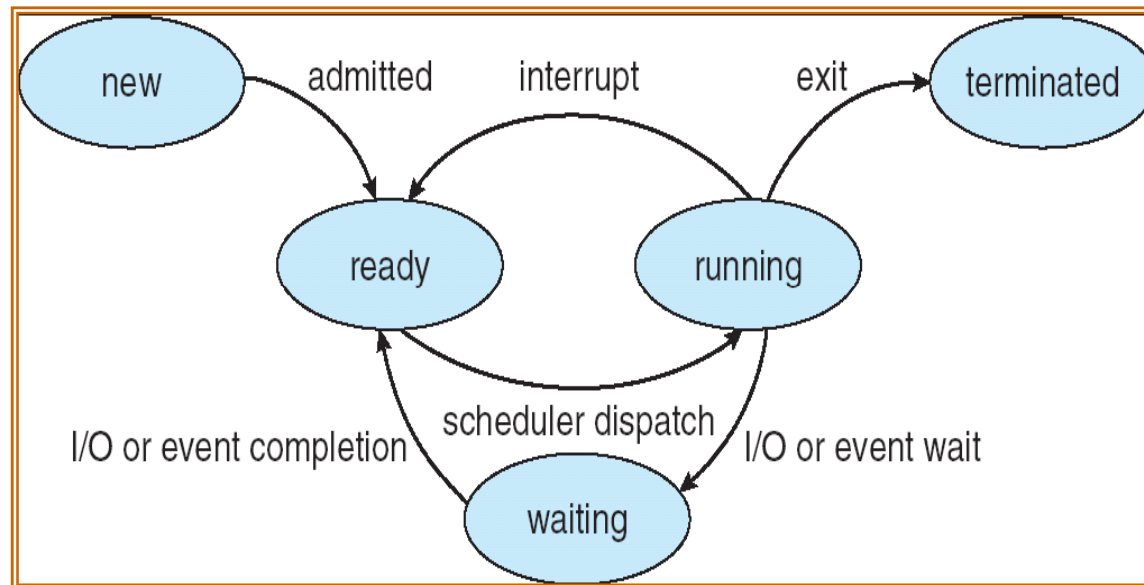 new
admitted
interrupt
exit
terminated
ready
running
I/O or event completion
scheduler dispatch
I/O or event wait
waiting